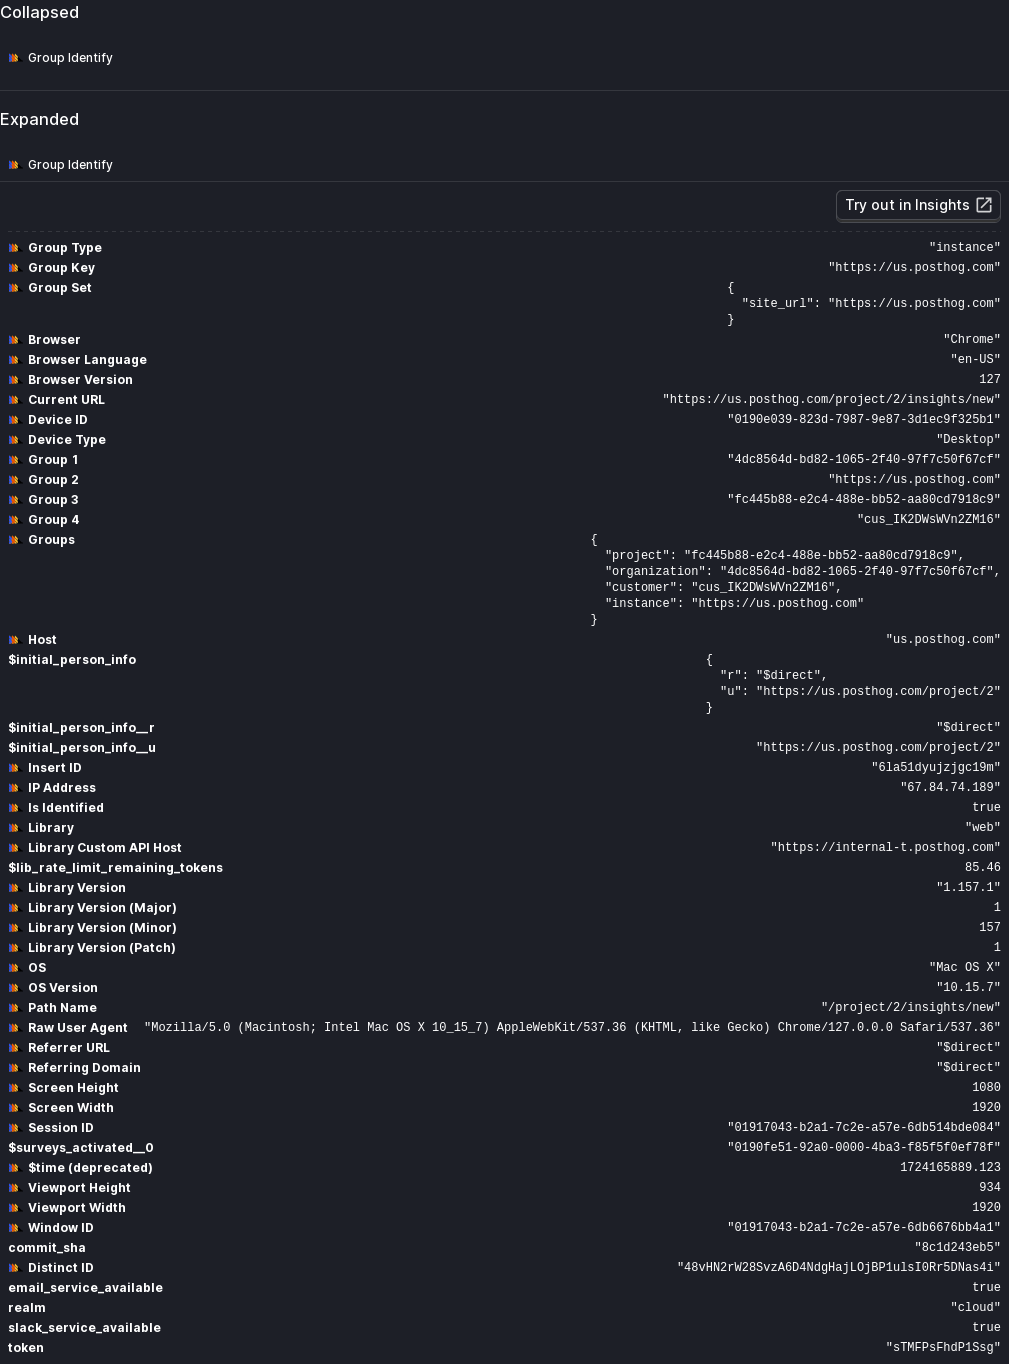 Collapsed
Group Identify
Expanded
Group Identify
Try out in Insights
Group Type "instance"
Group Key "https://us.posthog.com"
Group Set {
"site_url": "https://us.posthog.com"
}
Browser "Chrome"
Browser Language "en-US"
Browser Version 127
Current URL "https://us.posthog.com/project/2/insights/new"
Device ID "0190e039-823d-7987-9e87-3d1ec9f325b1"
Device Type "Desktop"
Group 1 "4dc8564d-bd82-1065-2f40-97f7c50f67cf"
Group 2 "https://us.posthog.com"
Group 3 "fc445b88-e2c4-488e-bb52-aa80cd7918c9"
Group 4 "cus_IK2DWsWVn2ZM16"
Groups {
"project": "fc445b88-e2c4-488e-bb52-aa80cd7918c9",
"organization": "4dc8564d-bd82-1065-2f40-97f7c50f67cf",
"customer": "cus_IK2DWsWVn2ZM16",
"instance": "https://us.posthog.com"
}
Host "us.posthog.com"
$initial_person_info {
"r": "$direct",
"u": "https://us.posthog.com/project/2"
}
$initial_person_info__r "$direct"
$initial_person_info__u "https://us.posthog.com/project/2"
Insert ID "6la51dyujzjgc19m"
IP Address "67.84.74.189"
Is Identified true
Library "web"
Library Custom API Host "https://internal-t.posthog.com"
$lib_rate_limit_remaining_tokens 85.46
Library Version "1.157.1"
Library Version (Major) 1
Library Version (Minor) 157
Library Version (Patch) 1
OS "Mac OS X"
OS Version "10.15.7"
Path Name "/project/2/insights/new"
Raw User Agent "Mozilla/5.0 (Macintosh; Intel Mac OS X 10_15_7) AppleWebKit/537.36 (KHTML, like Gecko) Chrome/127.0.0.0 Safari/537.36"
Referrer URL "$direct"
Referring Domain "$direct"
Screen Height 1080
Screen Width 1920
Session ID "01917043-b2a1-7c2e-a57e-6db514bde084"
$surveys_activated__0 "0190fe51-92a0-0000-4ba3-f85f5f0ef78f"
$time (deprecated) 1724165889.123
Viewport Height 934
Viewport Width 1920
Window ID "01917043-b2a1-7c2e-a57e-6db6676bb4a1"
commit_sha "8c1d243eb5"
Distinct ID "48vHN2rW28SvzA6D4NdgHajLOjBP1ulsI0Rr5DNas4i"
email_service_available true
realm "cloud"
slack_service_available true
token "sTMFPsFhdP1Ssg"